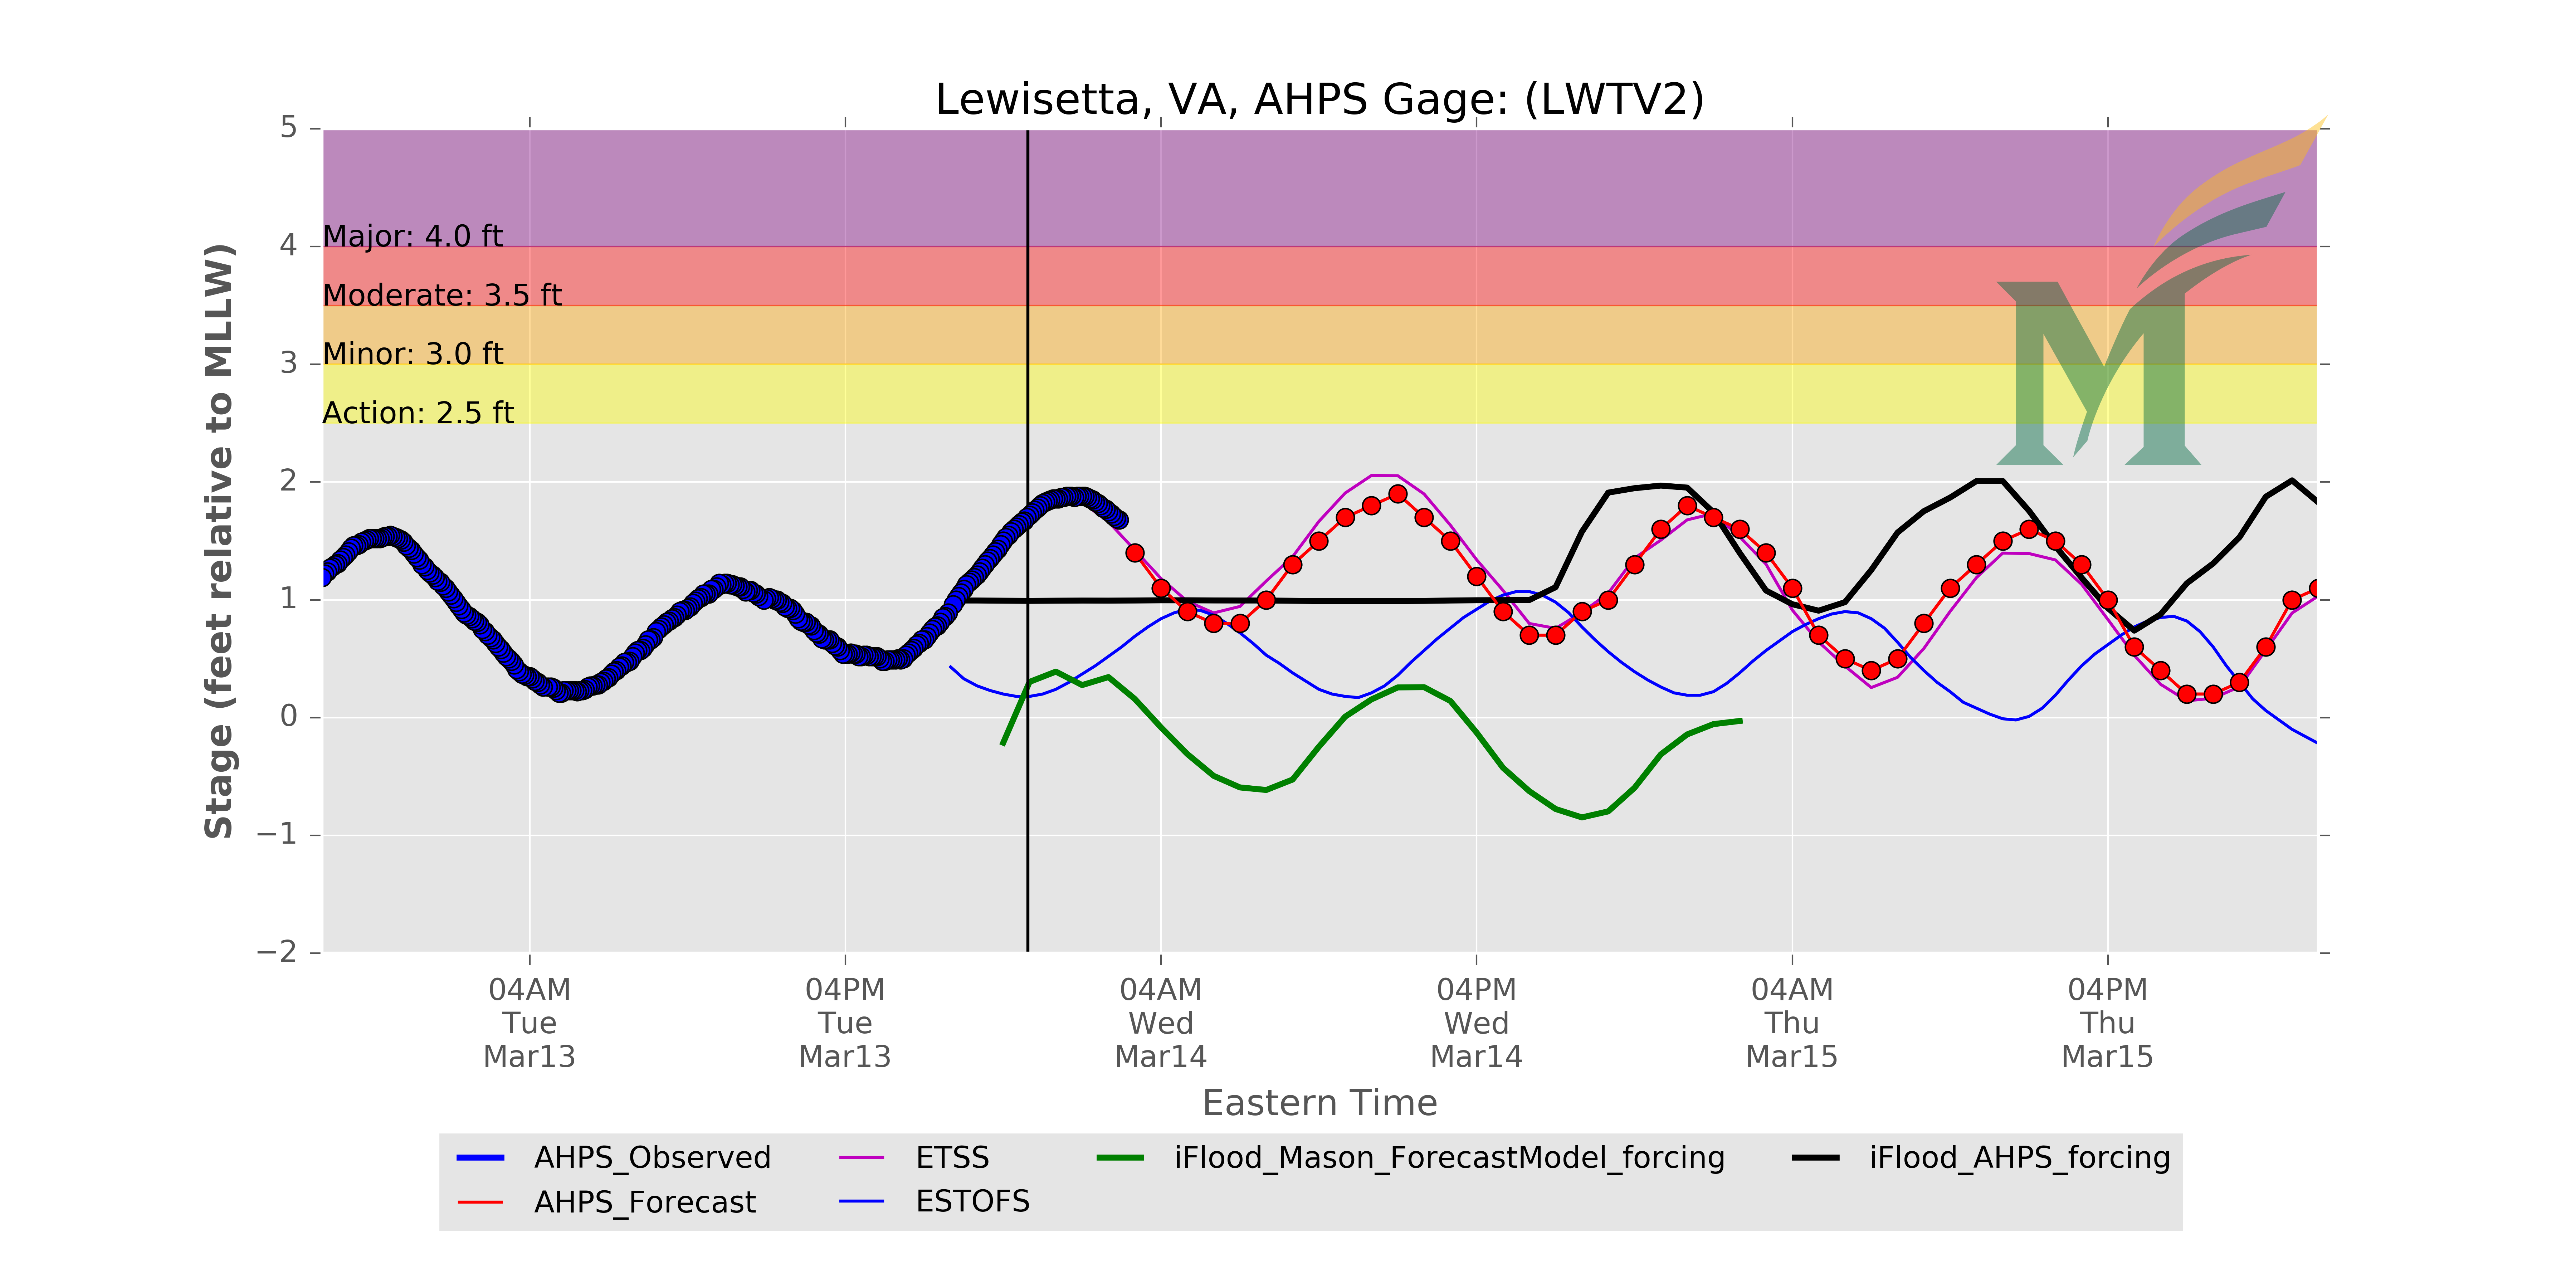 Lewisetta, VA, AHPS Gage: (LWTV2)
Stage (feet relative to MLLW)
5
4
3
2
1
0
−1
−2
Major: 4.0 ft
Moderate: 3.5 ft
Minor: 3.0 ft
Action: 2.5 ft
M
04AM
Tue
Mar13
04PM
Tue
Mar13
04AM
Wed
Mar14
04PM
Wed
Mar14
04AM
Thu
Mar15
04PM
Thu
Mar15
Eastern Time
AHPS_Observed
AHPS_Forecast
ETSS
ESTOFS
iFlood_Mason_ForecastModel_forcing
iFlood_AHPS_forcing